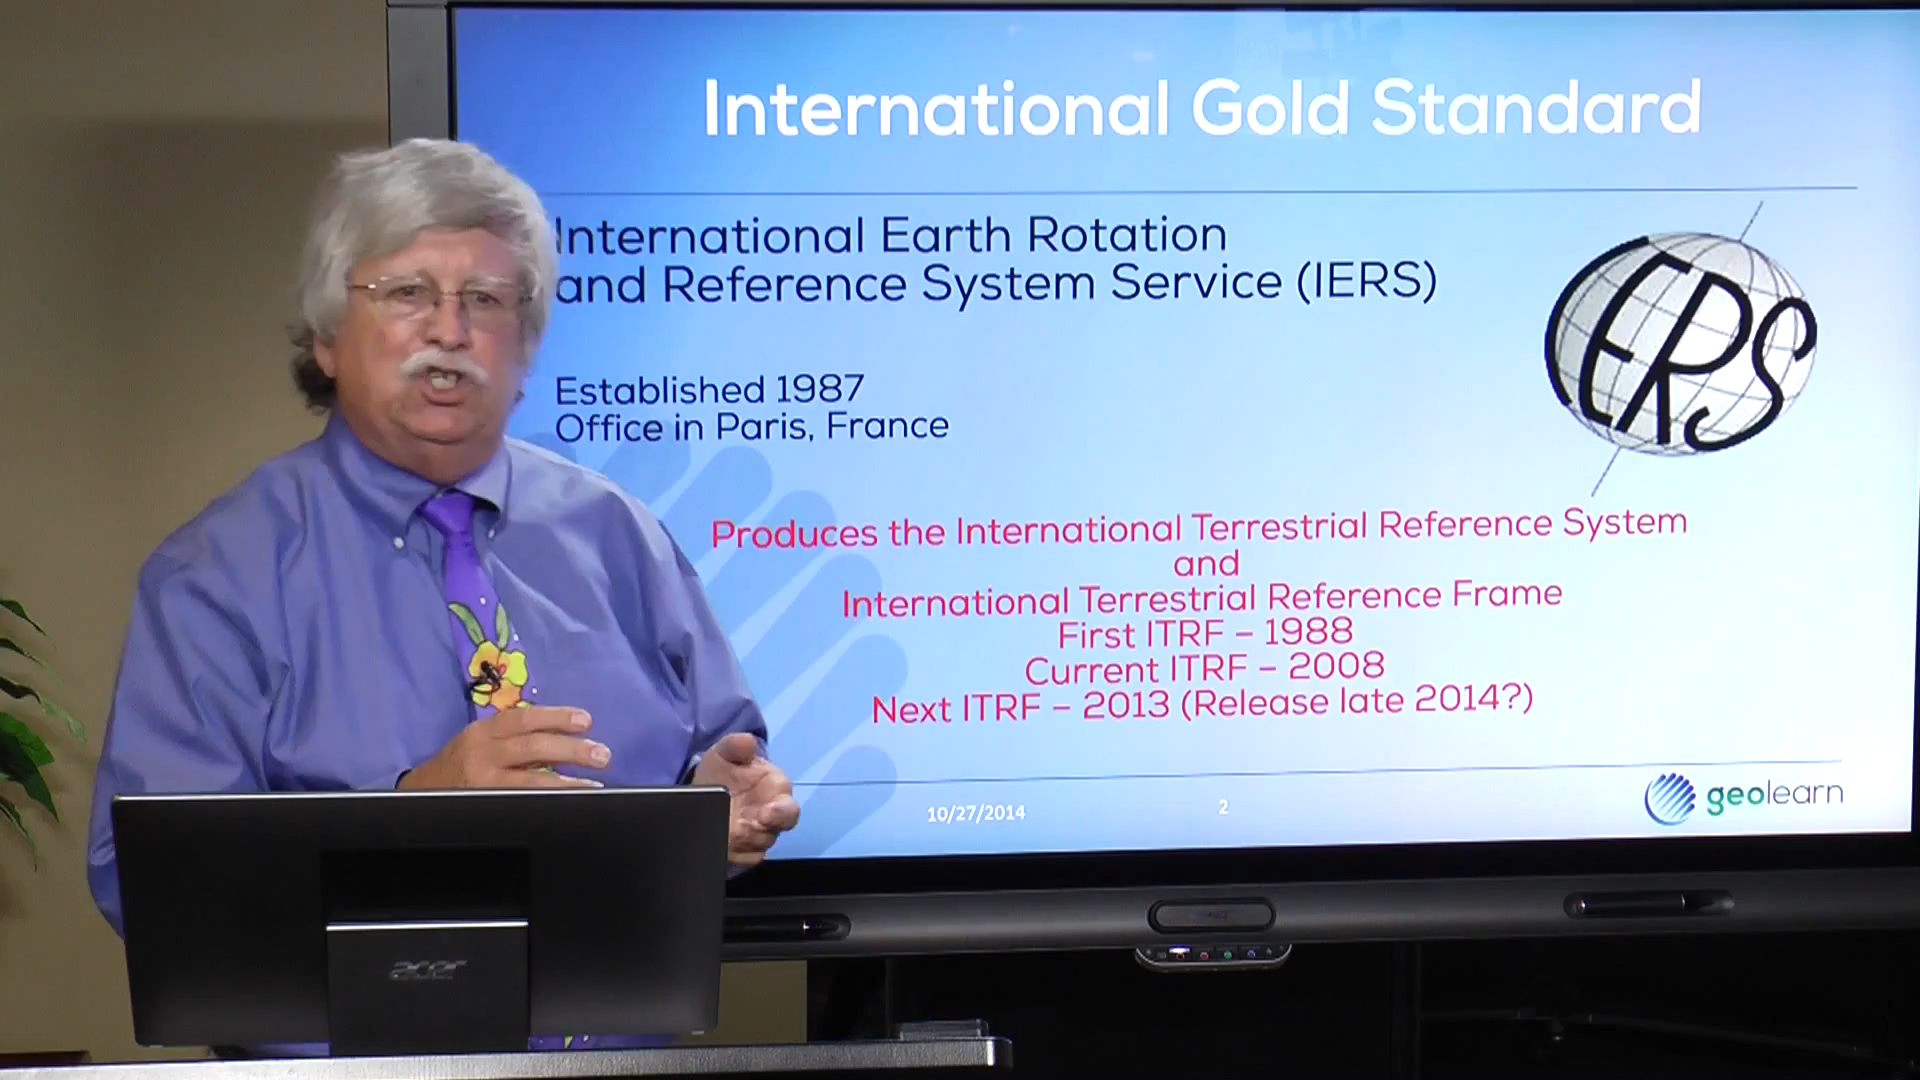 International Gold Standard
International Earth Rotation
and Reference System Service (IERS)
IERS
Established 1987
Office in Paris, France
Produces the International Terrestrial Reference System
and
International Terrestrial Reference Frame
First ITRF – 1988
Current ITRF – 2008
Next ITRF – 2013 (Release late 2014?)
10/27/2014
2
geolearn
acer